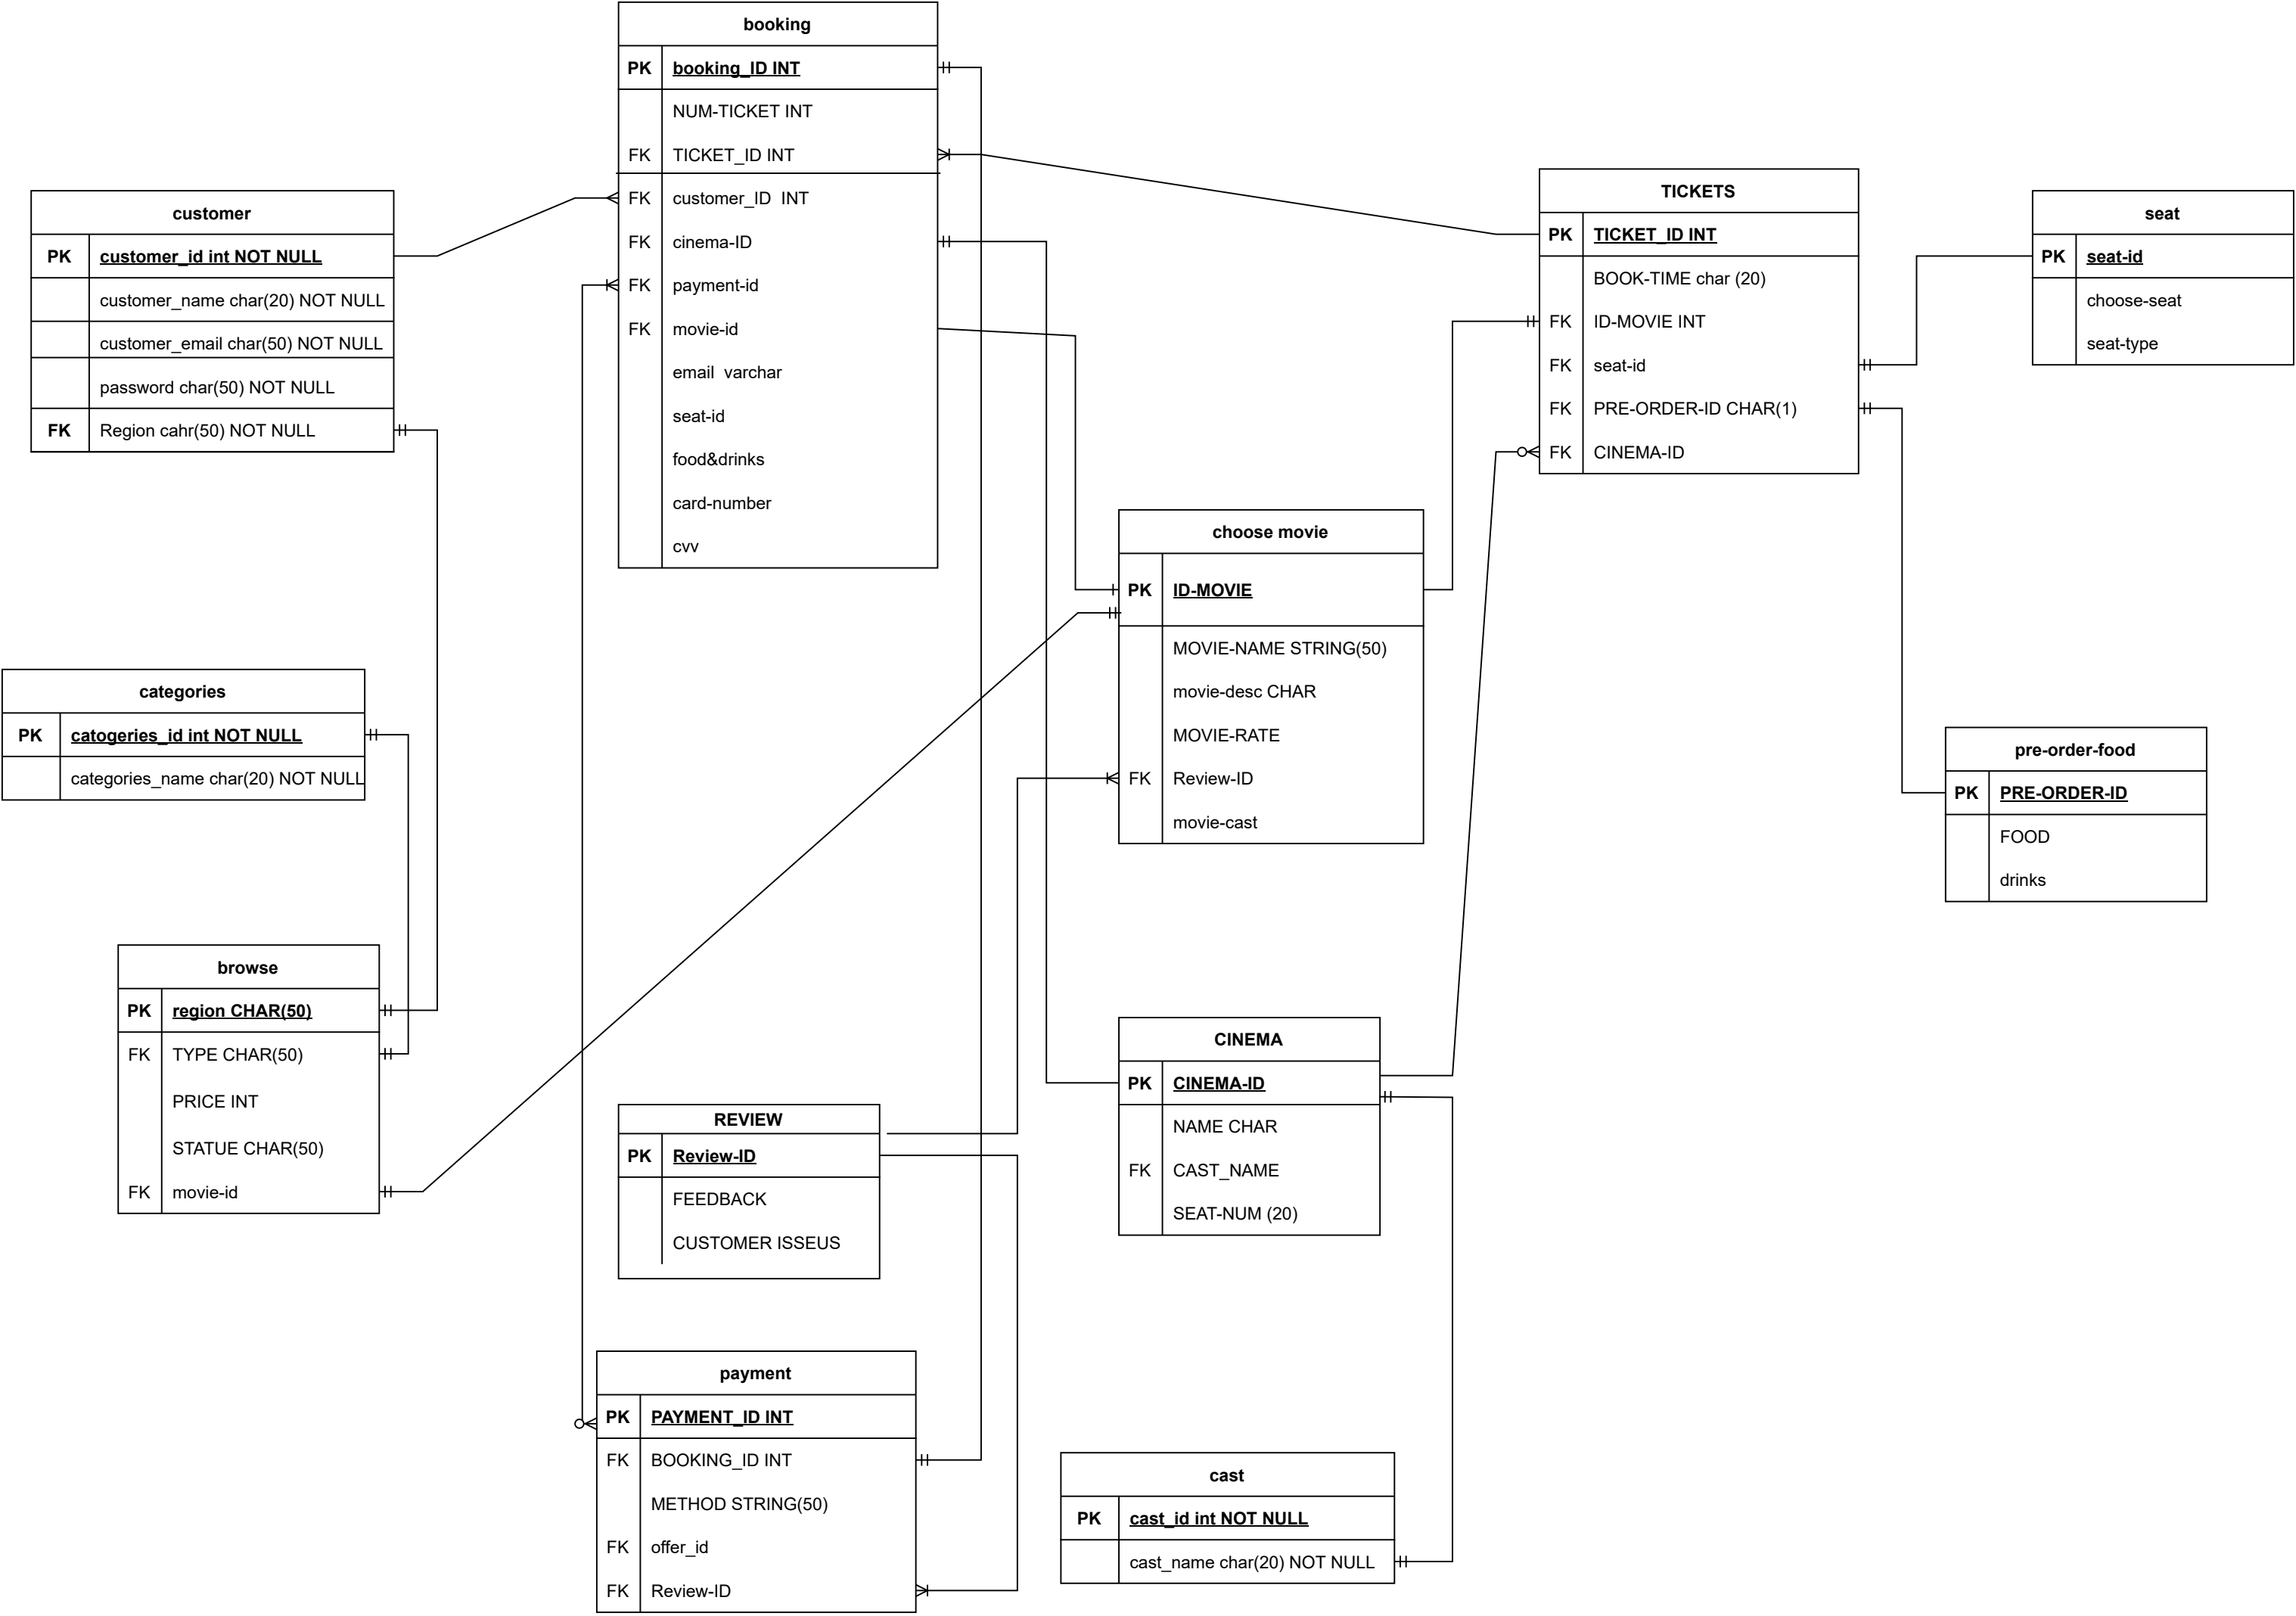 booking
PK booking_ID INT
NUM-TICKET INT
FK TICKET_ID INT
FK customer_ID  INT
FK cinema-ID
FK payment-id
FK movie-id
email  varchar
seat-id
food&drinks
card-number
cvv
customer
PK customer_id int NOT NULL
customer_name char(20) NOT NULL
customer_email char(50) NOT NULL
password char(50) NOT NULL
FK Region cahr(50) NOT NULL
TICKETS
PK TICKET_ID INT
BOOK-TIME char (20)
FK ID-MOVIE INT
FK seat-id
FK PRE-ORDER-ID CHAR(1)
FK CINEMA-ID
seat
PK seat-id
choose-seat
seat-type
choose movie
PK ID-MOVIE
MOVIE-NAME STRING(50)
movie-desc CHAR
MOVIE-RATE
FK Review-ID
movie-cast
categories
PK catogeries_id int NOT NULL
categories_name char(20) NOT NULL
pre-order-food
PK PRE-ORDER-ID
FOOD
drinks
browse
PK region CHAR(50)
FK TYPE CHAR(50)
PRICE INT
STATUE CHAR(50)
FK movie-id
CINEMA
PK CINEMA-ID
NAME CHAR
FK CAST_NAME
SEAT-NUM (20)
REVIEW
PK Review-ID
FEEDBACK
CUSTOMER ISSEUS
payment
PK PAYMENT_ID INT
FK BOOKING_ID INT
METHOD STRING(50)
FK offer_id
FK Review-ID
cast
PK cast_id int NOT NULL
cast_name char(20) NOT NULL